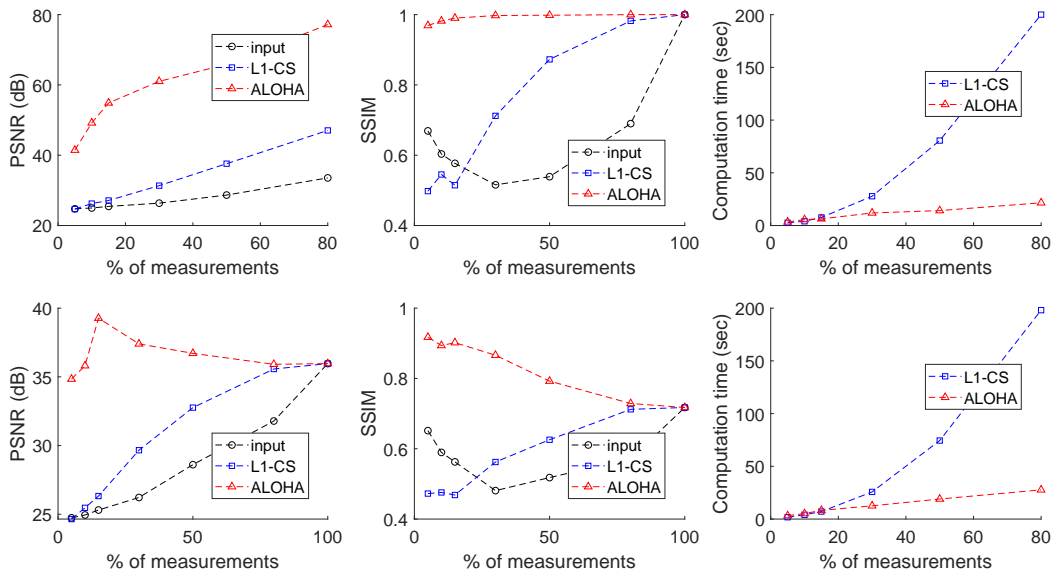 80
60
40
20
PSNR (dB)
0
20
40
60
80
% of measurements
input
L1-CS
ALOHA
1
0.8
0.6
0.4
SSIM
0
50
100
% of measurements
input
L1-CS
ALOHA
200
150
100
50
0
Computation time (sec)
0
20
40
60
80
% of measurements
L1-CS
ALOHA
40
35
30
25
PSNR (dB)
0
50
100
% of measurements
input
L1-CS
ALOHA
1
0.8
0.6
0.4
SSIM
0
50
100
% of measurements
input
L1-CS
ALOHA
200
150
100
50
0
Computation time (sec)
0
20
40
60
80
% of measurements
L1-CS
ALOHA